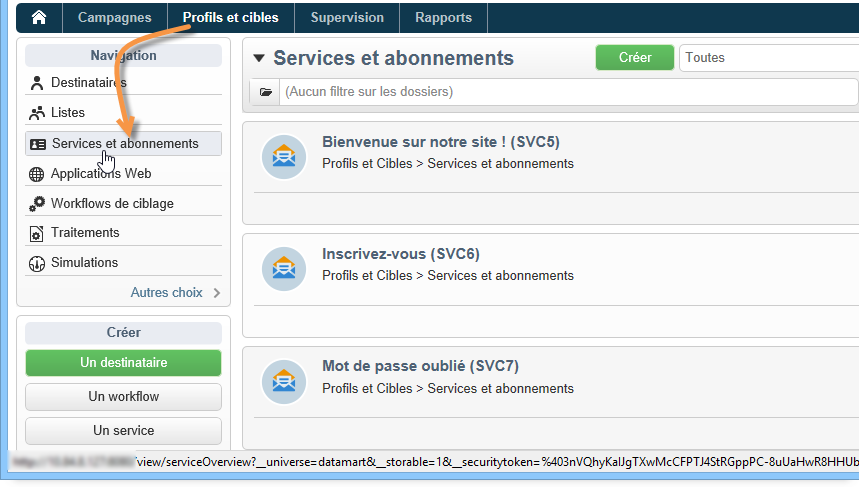 Campagnes Profils et cibles Supervision Rapports
Navigation
Destinataires
Listes
Services et abonnements
Applications Web
Workflows de ciblage
Traitements
Simulations
Autres choix
Créer
Un destinataire
Un workflow
Un service
Services et abonnements
Créer
Toutes
(Aucun filtre sur les dossiers)
Bienvenue sur notre site ! (SVC5)
Profils et Cibles > Services et abonnements
Inscrivez-vous (SVC6)
Profils et Cibles > Services et abonnements
Mot de passe oublié (SVC7)
Profils et Cibles > Services et abonnements
/view/serviceOverview?__universe=datamart&__storable=1&__securitytoken=%403nVQhyKalJgTXwMcCFPTJ4StRGppPC-8uUaHwR8HHUb